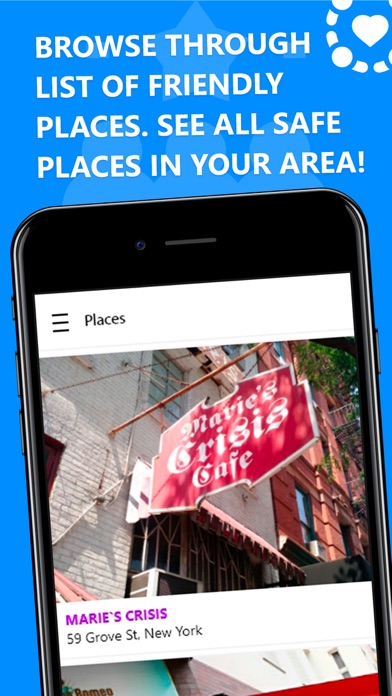 BROWSE THROUGH
LIST OF FRIENDLY
PLACES. SEE ALL SAFE
PLACES IN YOUR AREA!
Places
Marie's
Crisis
Cafe
MARIE`S CRISIS
59 Grove St, New York
Romeo